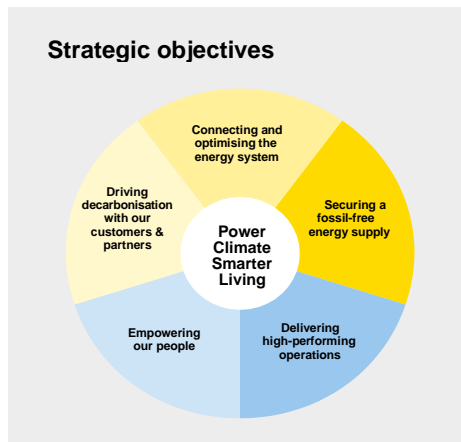 Strategic objectives
Connecting and
optimising the
energy system
Securing a
fossil-free
energy supply
Delivering
high-performing
operations
Empowering
our people
Driving
decarbonisation
with our
customers &
partners
Power
Climate
Smarter
Living